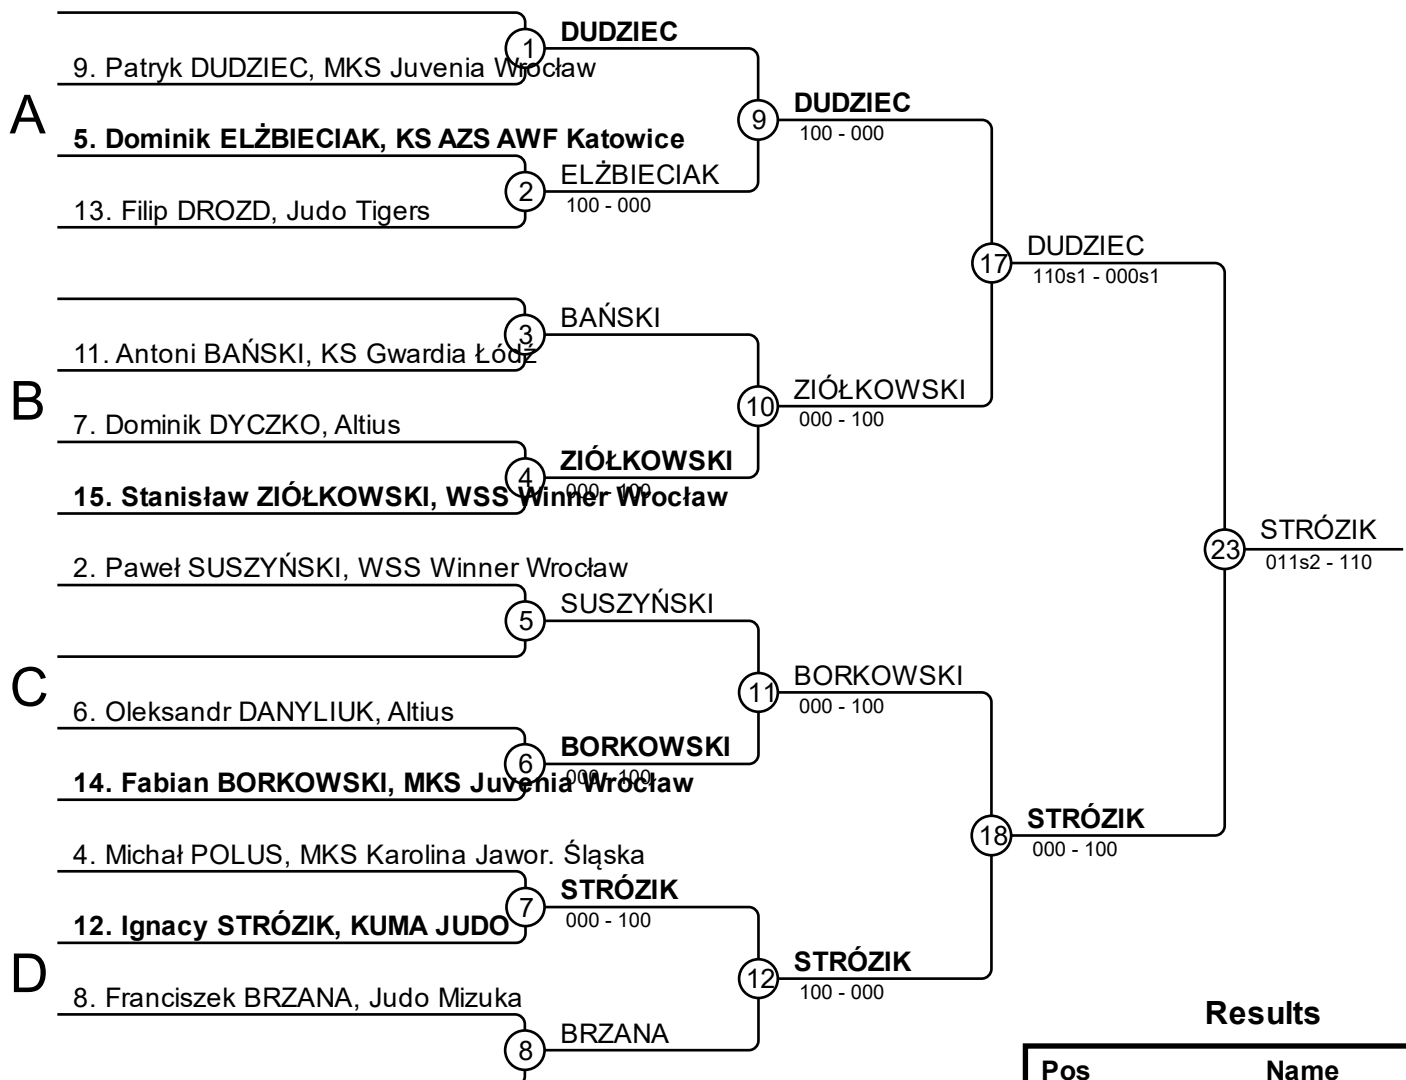 1
DUDZIEC
9. Patryk DUDZIEC, MKS Juvenia Wrocław
A
9
DUDZIEC
100 - 000
5. Dominik ELŻBIECIAK, KS AZS AWF Katowice
2
ELŻBIECIAK
100 - 000
13. Filip DROZD, Judo Tigers
17
DUDZIEC
110s1 - 000s1
3
BAŃSKI
11. Antoni BAŃSKI, KS Gwardia Łódź
B
10
ZIÓŁKOWSKI
000 - 100
7. Dominik DYCZKO, Altius
4
ZIÓŁKOWSKI
000 - 100
15. Stanisław ZIÓŁKOWSKI, WSS Winner Wrocław
23
STRÓZIK
011s2 - 110
2. Paweł SUSZYŃSKI, WSS Winner Wrocław
5
SUSZYŃSKI
C
11
BORKOWSKI
000 - 100
6. Oleksandr DANYLIUK, Altius
6
BORKOWSKI
000 - 100
14. Fabian BORKOWSKI, MKS Juvenia Wrocław
18
STRÓZIK
000 - 100
4. Michał POLUS, MKS Karolina Jawor. Śląska
7
STRÓZIK
000 - 100
12. Ignacy STRÓZIK, KUMA JUDO
D
12
STRÓZIK
100 - 000
8. Franciszek BRZANA, Judo Mizuka
8
BRZANA
Results
Pos Name